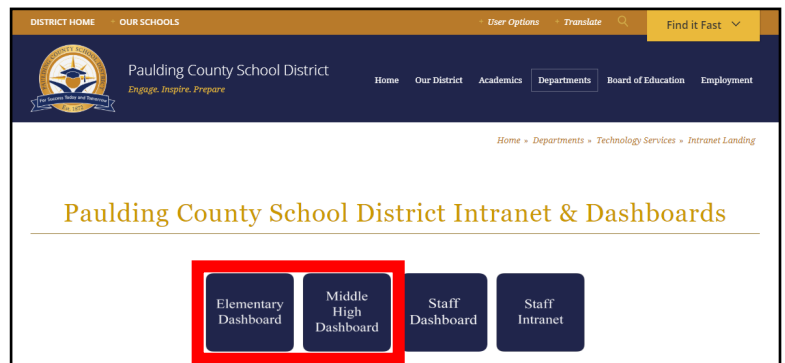 DISTRICT HOME + OUR SCHOOLS + User Options + Translate Find it Fast
Paulding County School District
Engage. Inspire. Prepare
Home Our District Academics Departments Board of Education Employment
Home » Departments » Technology Services » Intranet Landing
Paulding County School District Intranet & Dashboards
Elementary
Dashboard
Middle
High
Dashboard
Staff
Dashboard
Staff
Intranet